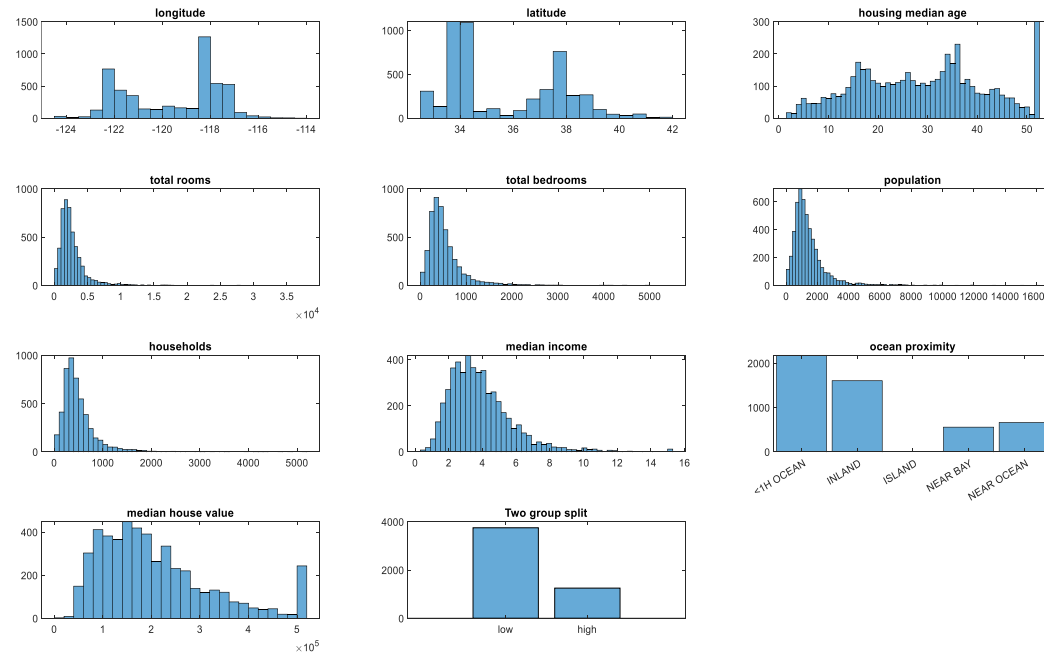 longitude
1500
1000
500
0
-124 -122 -120 -118 -116 -114
latitude
1000
500
0
34 36 38 40 42
housing median age
300
200
100
0
0 10 20 30 40 50
total rooms
1000
500
0
0 0.5 1 1.5 2 2.5 3 3.5
×10⁴
total bedrooms
1000
500
0
0 1000 2000 3000 4000 5000
population
600
400
200
0
0 2000 4000 6000 8000 10000 12000 14000 1600
households
1000
500
0
0 1000 2000 3000 4000 5000
median income
400
200
0
0 2 4 6 8 10 12 14 16
ocean proximity
2000
1000
0
<1H OCEAN
INLAND
ISLAND
NEAR BAY
NEAR OCEAN
median house value
400
200
0
0 1 2 3 4 5
×10⁵
Two group split
4000
2000
0
low high